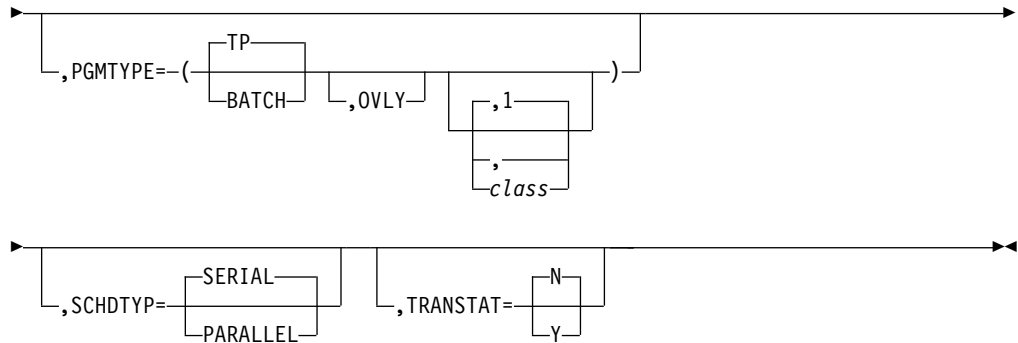 TP
,PGMTYPE= (
BATCH
,OVLY
)
,1
,
class
SERIAL
,SCHDTYP=
PARALLEL
N
,TRANSTAT=
Y